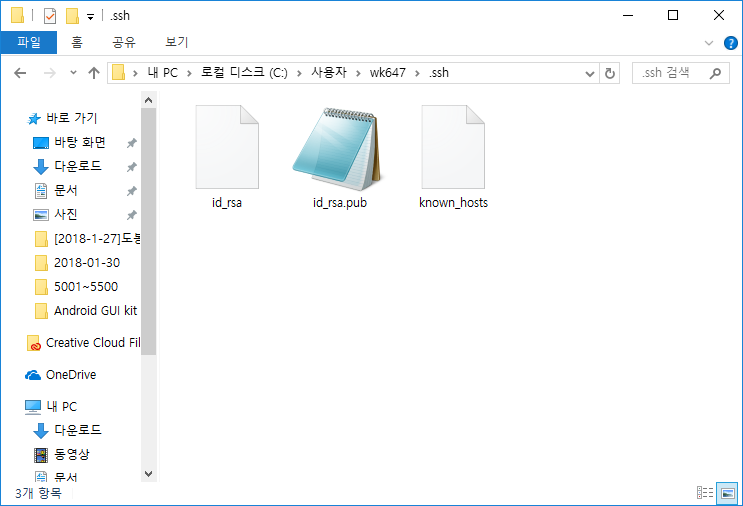 .ssh
파일 홈 공유 보기
내 PC 로컬 디스크 (C:) 사용자 wk647 .ssh .ssh 검색
바로 가기
바탕 화면
다운로드
문서
사진
[2018-1-27]도봉
2018-01-30
5001~5500
Android GUI kit
Creative Cloud Fil
OneDrive
내 PC
다운로드
동영상
문서
id_rsa id_rsa.pub known_hosts
3개 항목